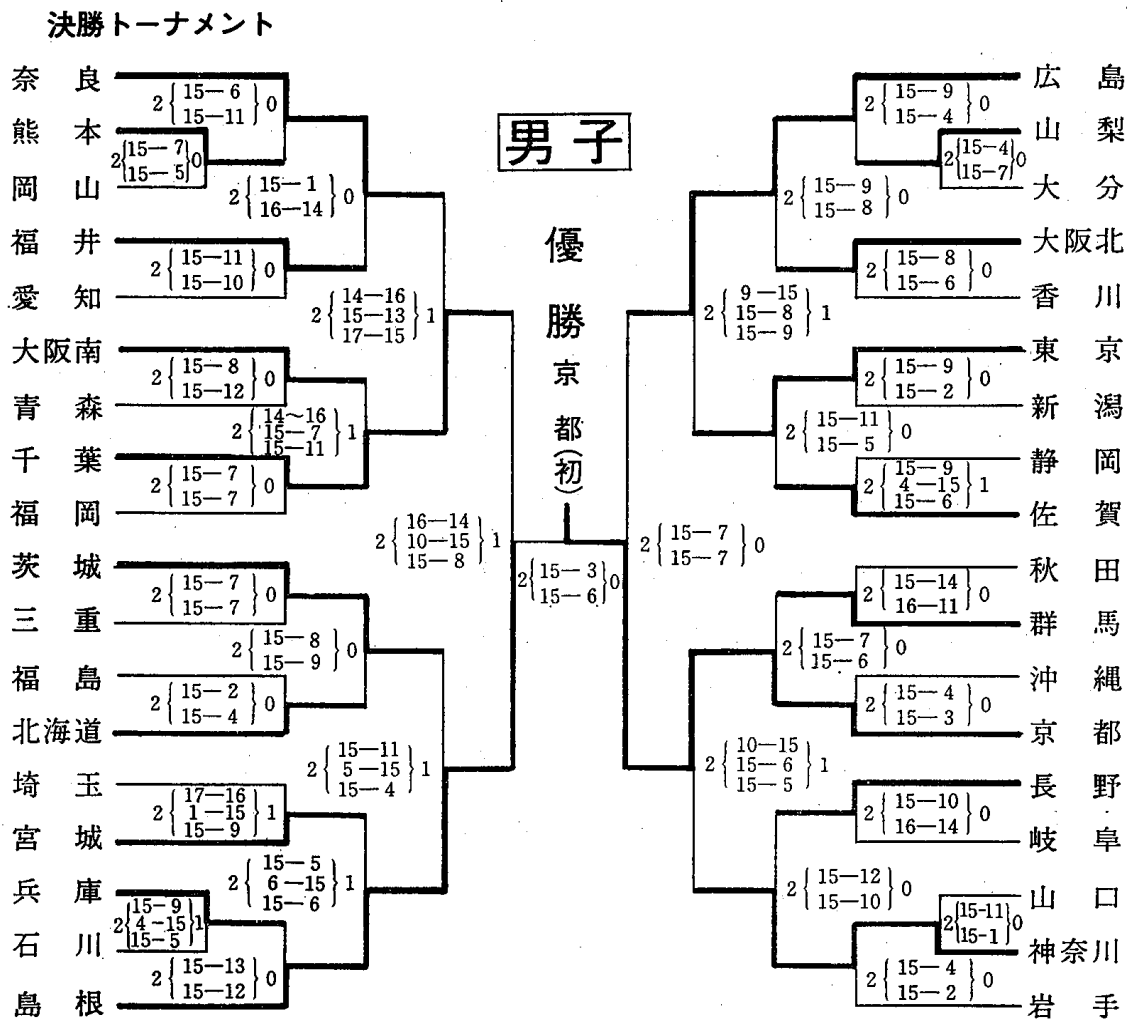 決勝トーナメント
男子
優勝
京都(初)
奈良
2{15―6 15―11}0
熊本
2{15―7 15―5}0
岡山
2{15―1 16―14}0
福井
2{15―11 15―10}0
愛知
2{14―16 15―13 17―15}1
大阪南
2{15―8 15―12}0
青森
2{14~16 15―7 15―11}1
千葉
2{15―7 15―7}0
福岡
2{16―14 10―15 15―8}1
茨城
2{15―7 15―7}0
三重
2{15―8 15―9}0
福島
2{15―2 15―4}0
北海道
2{15―11 5―15 15―4}1
埼玉
2{17―16 1―15 15―9}1
宮城
2{15―5 6―15 15―6}1
兵庫
2{15―9 4―15 15―5}1
石川
2{15―13 15―12}0
島根
2{15―3 15―6}0
広島
2{15―9 15―4}0
山梨
2{15―4 15―7}0
大分
2{15―9 15―8}0
大阪北
2{15―8 15―6}0
香川
2{9―15 15―8 15―9}1
東京
2{15―9 15―2}0
新潟
2{15―11 15―5}0
静岡
2{15―9 4―15 15―6}1
佐賀
2{15―7 15―7}0
秋田
2{15―14 16―11}0
群馬
2{15―7 15―6}0
沖縄
2{15―4 15―3}0
京都
2{10―15 15―6 15―5}1
長野
2{15―10 16―14}0
岐阜
2{15―12 15―10}0
山口
2{15-11 15-1}0
神奈川
2{15―4 15―2}0
岩手